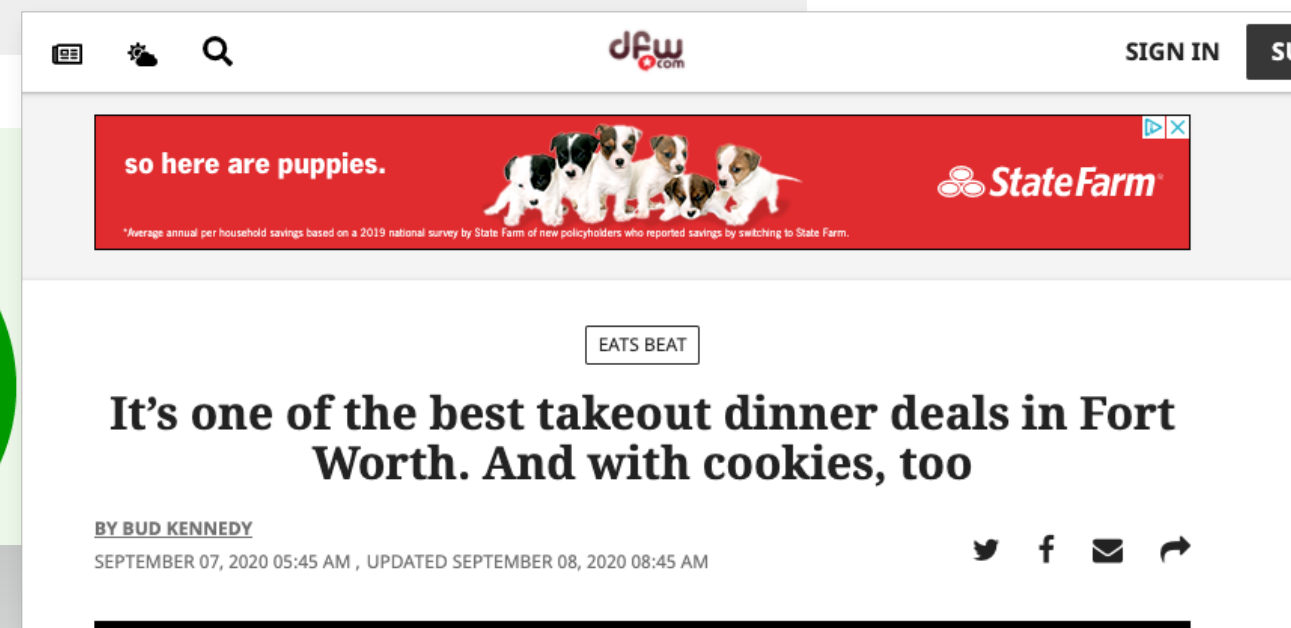 dfw
.com
SIGN IN
so here are puppies.
StateFarm
*Average annual per household savings based on a 2019 national survey by State Farm of new policyholders who reported savings by switching to State Farm.
EATS BEAT
It’s one of the best takeout dinner deals in Fort
Worth. And with cookies, too
BY BUD KENNEDY
SEPTEMBER 07, 2020 05:45 AM , UPDATED SEPTEMBER 08, 2020 08:45 AM